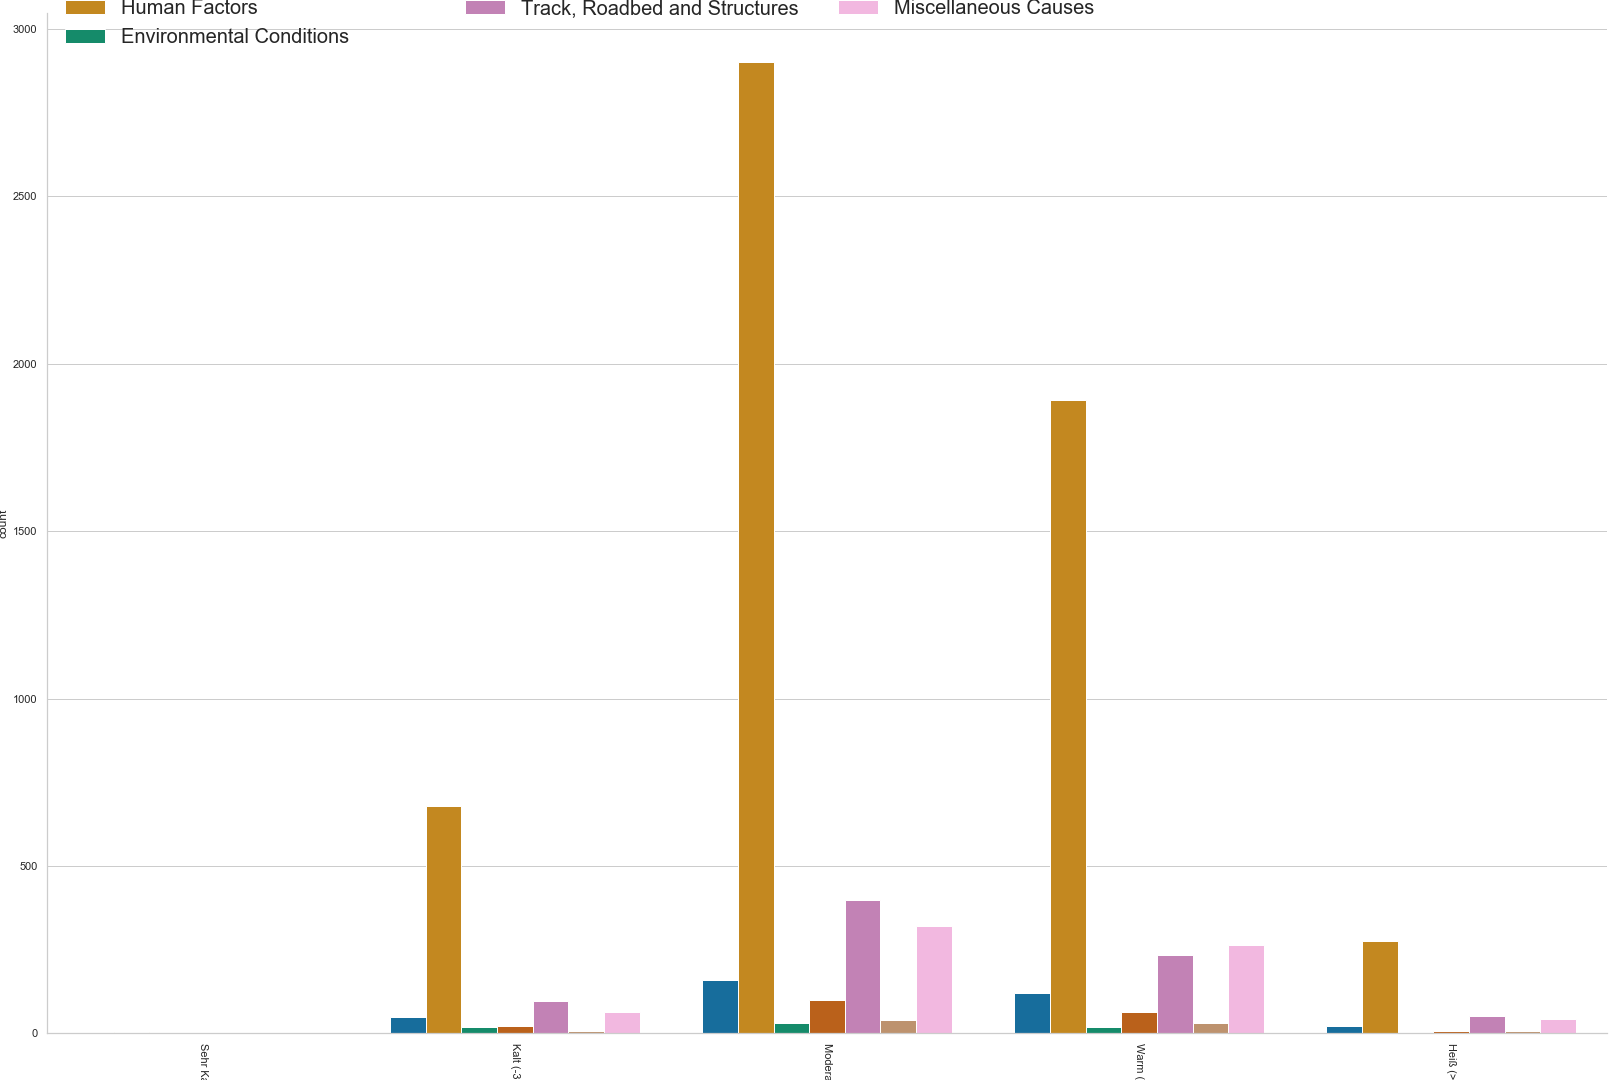 Human Factors
Track, Roadbed and Structures
Miscellaneous Causes
Environmental Conditions
3000
2500
2000
1500
1000
500
0
count
Sehr Ka
Kalt (-3
Modera
Warm (
Heiß (>